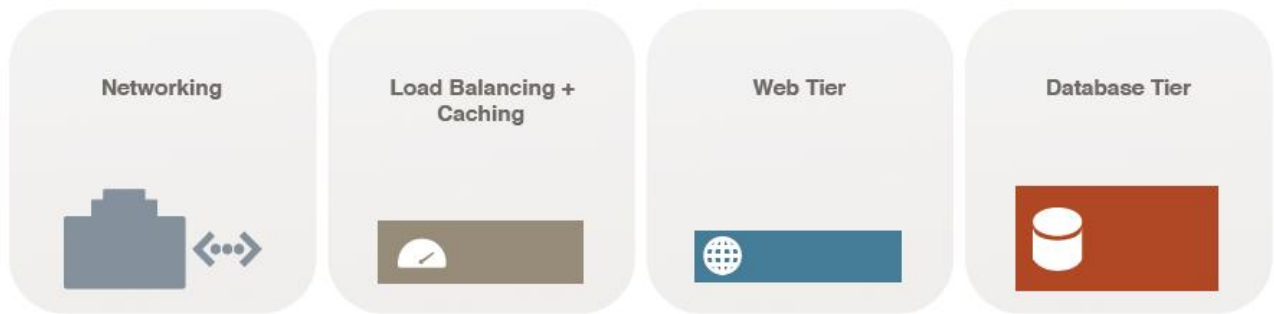 Networking
Load Balancing +
Caching
Web Tier
Database Tier